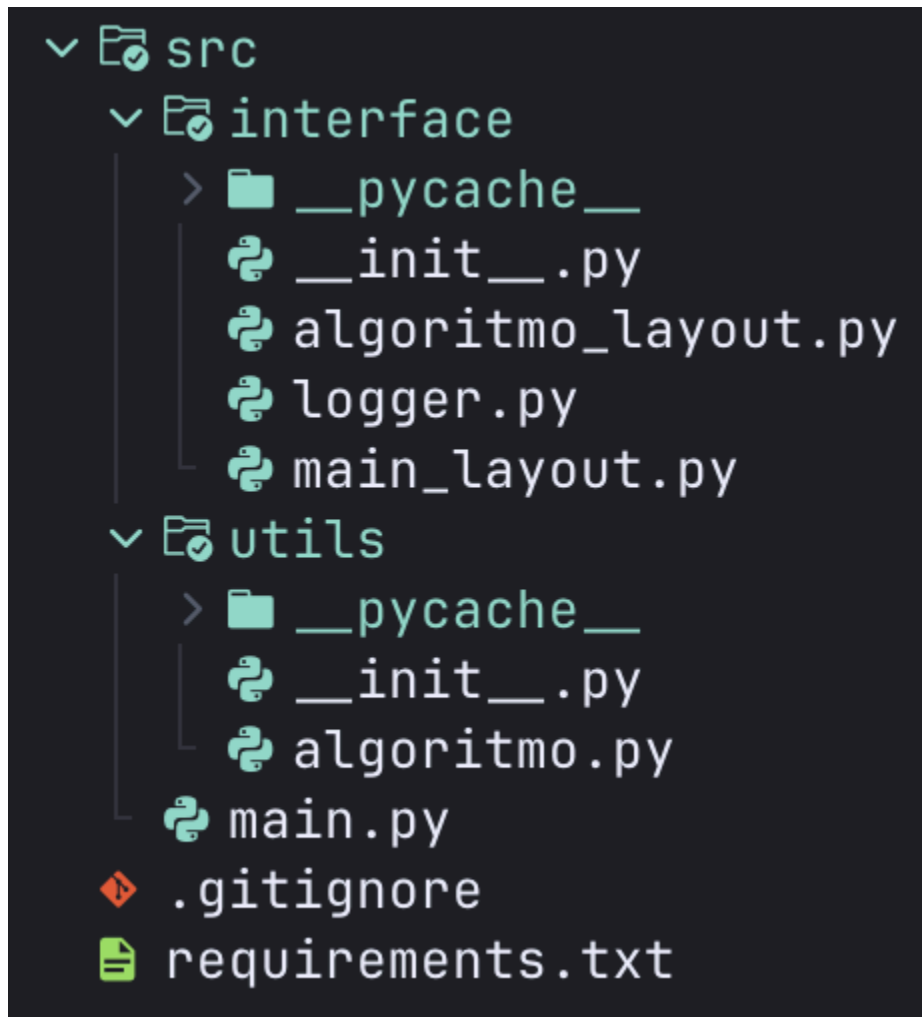 src
interface
__pycache__
__init__.py
algoritmo_layout.py
logger.py
main_layout.py
utils
__pycache__
__init__.py
algoritmo.py
main.py
.gitignore
requirements.txt